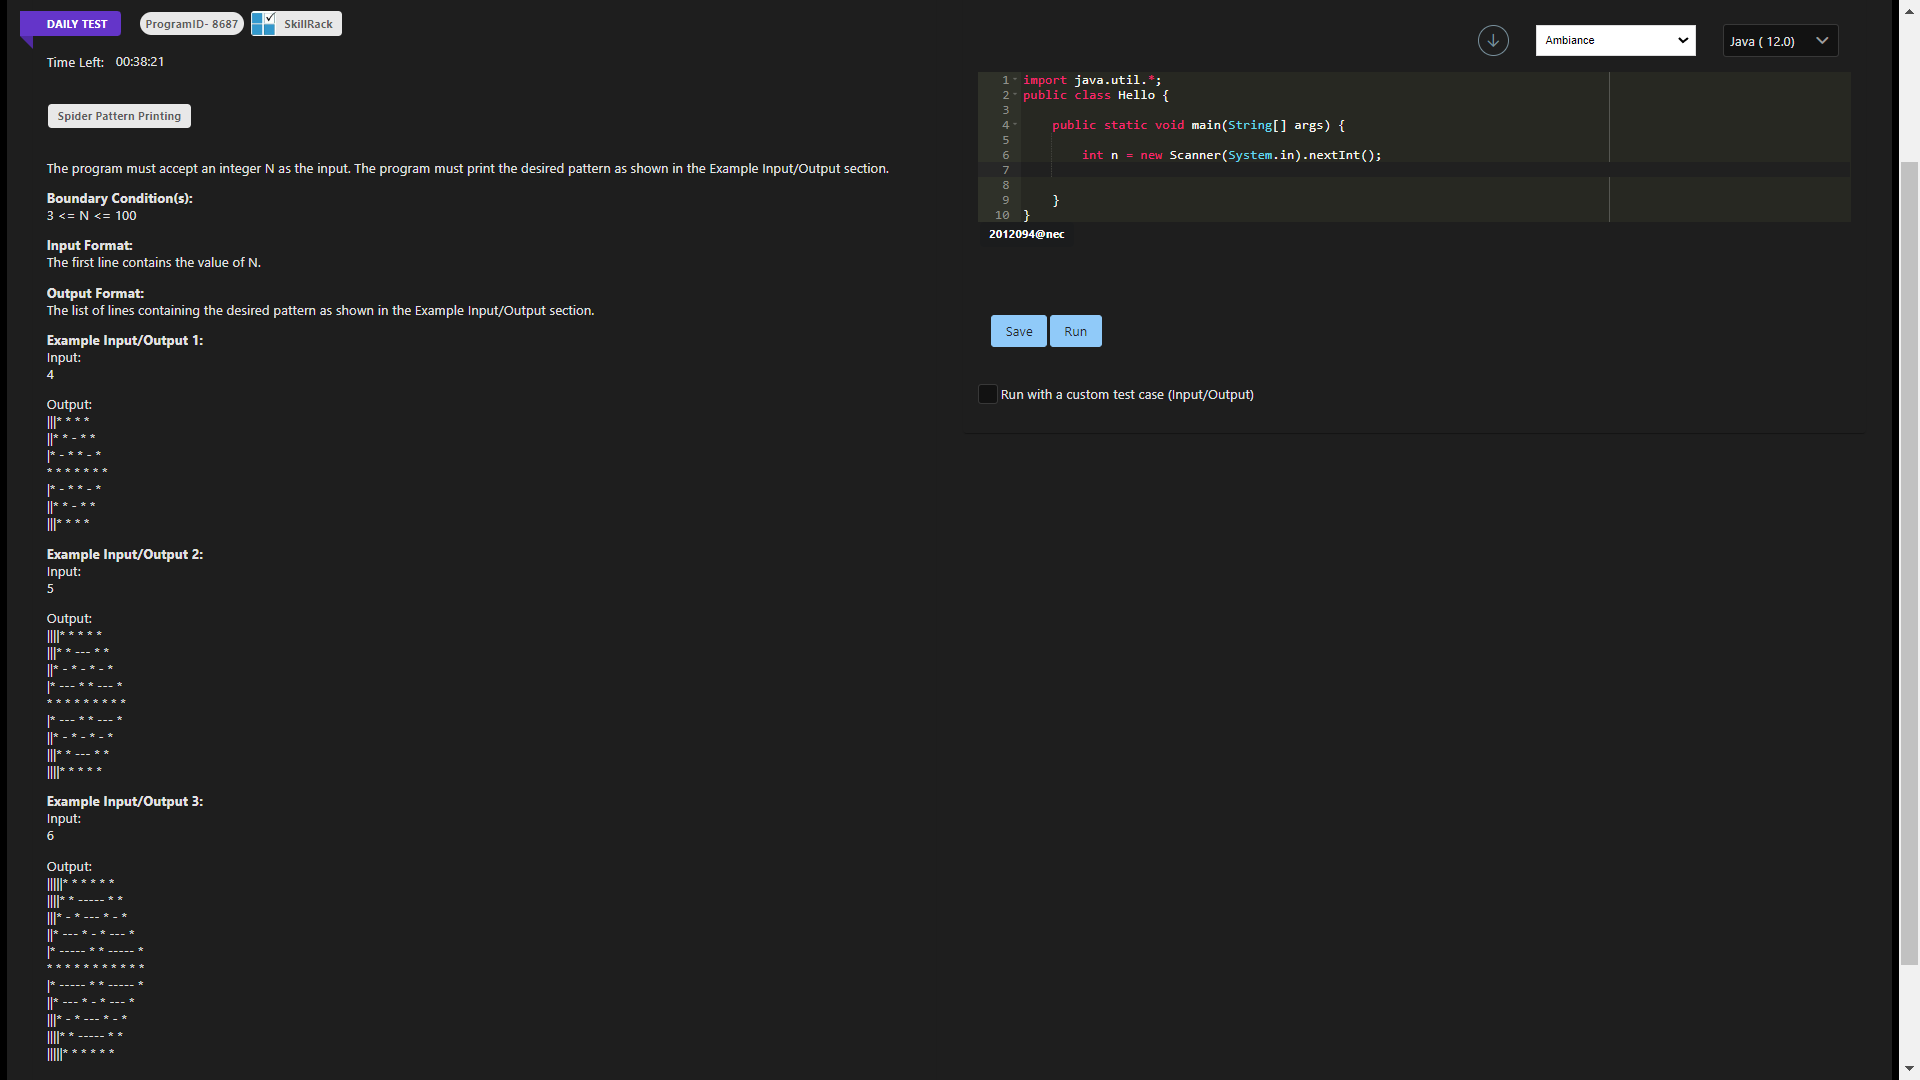 DAILY TEST
ProgramID- 8687
SkillRack
Time Left: 00:38:21
Spider Pattern Printing
The program must accept an integer N as the input. The program must print the desired pattern as shown in the Example Input/Output section.
Boundary Condition(s):
3 <= N <= 100
Input Format:
The first line contains the value of N.
Output Format:
The list of lines containing the desired pattern as shown in the Example Input/Output section.
Example Input/Output 1:
Input:
4
Output:
|||* * * *
||* * - * *
|* - * * - *
* * * * * * *
|* - * * - *
||* * - * *
|||* * * *
Example Input/Output 2:
Input:
5
Output:
||||* * * * *
|||* * --- * *
||* - * - * - *
|* --- * * --- *
* * * * * * * * *
|* --- * * --- *
||* - * - * - *
|||* * --- * *
||||* * * * *
Example Input/Output 3:
Input:
6
Output:
|||||* * * * * *
||||* * ----- * *
|||* - * --- * - *
||* --- * - * --- *
|* ----- * * ----- *
* * * * * * * * * * *
|* ----- * * ----- *
||* --- * - * --- *
|||* - * --- * - *
||||* * ----- * *
|||||* * * * * *
Ambiance
Java ( 12.0)
1 import java.util.*;
2 public class Hello {
3
4 public static void main(String[] args) {
5
6 int n = new Scanner(System.in).nextInt();
7
8
9 }
10 }
2012094@nec
Save
Run
Run with a custom test case (Input/Output)